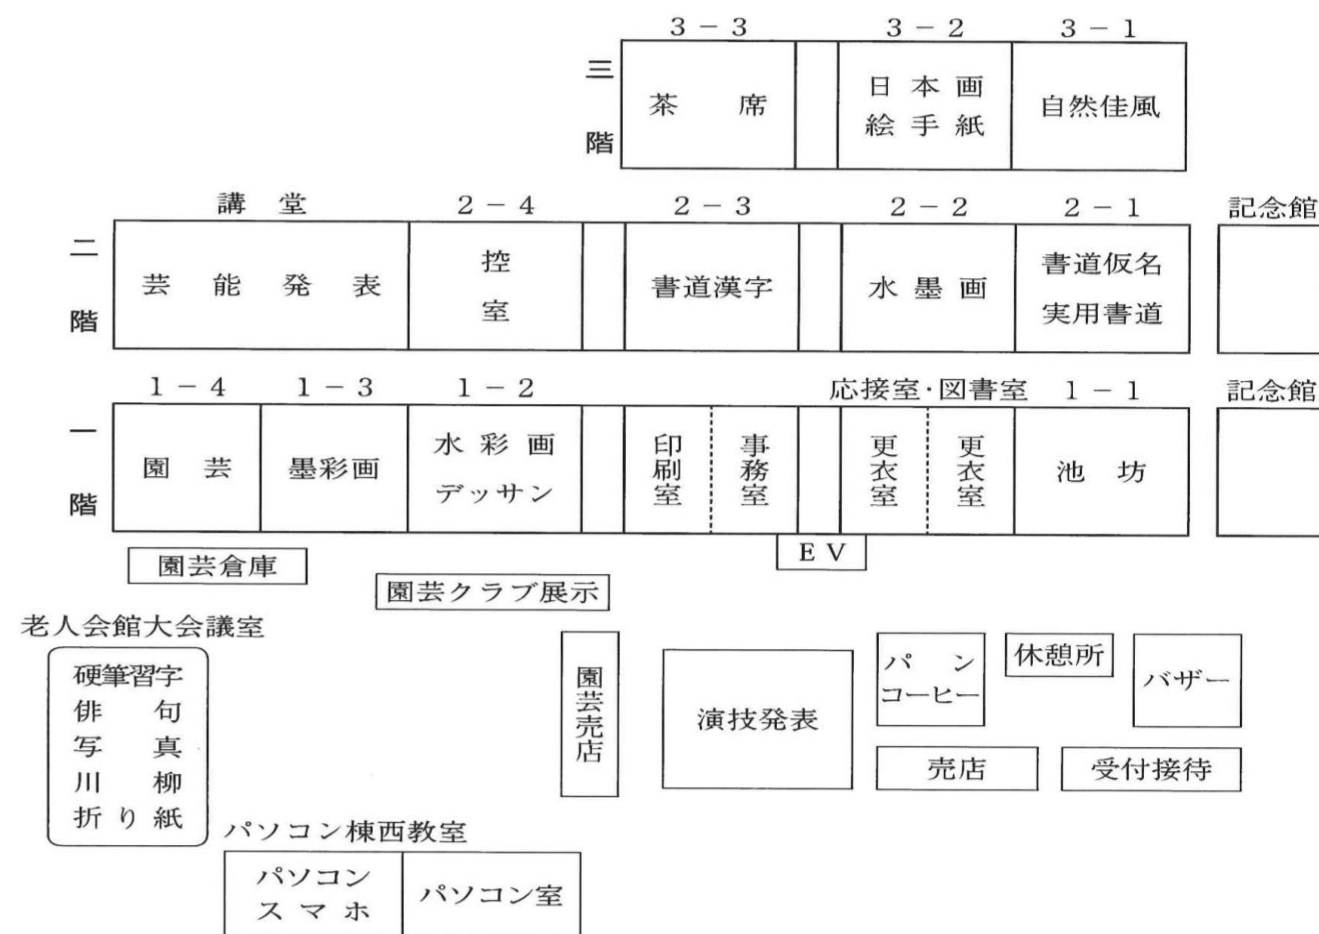 3－3 3－2 3－1
三階
茶席
日本画
絵手紙
自然佳風
講堂 2－4 2－3 2－2 2－1 記念館
二階
芸能発表
控室
書道漢字
水墨画
書道仮名
実用書道
1－4 1－3 1－2 応接室・図書室 1－1 記念館
一階
園芸
墨彩画
水彩画
デッサン
印刷室
事務室
更衣室
更衣室
池坊
EV
園芸倉庫
園芸クラブ展示
老人会館大会議室
硬筆習字
俳句
写真
川柳
折り紙
園芸売店
演技発表
パン
コーヒー
休憩所
バザー
売店
受付接待
パソコン棟西教室
パソコン
スマホ
パソコン室